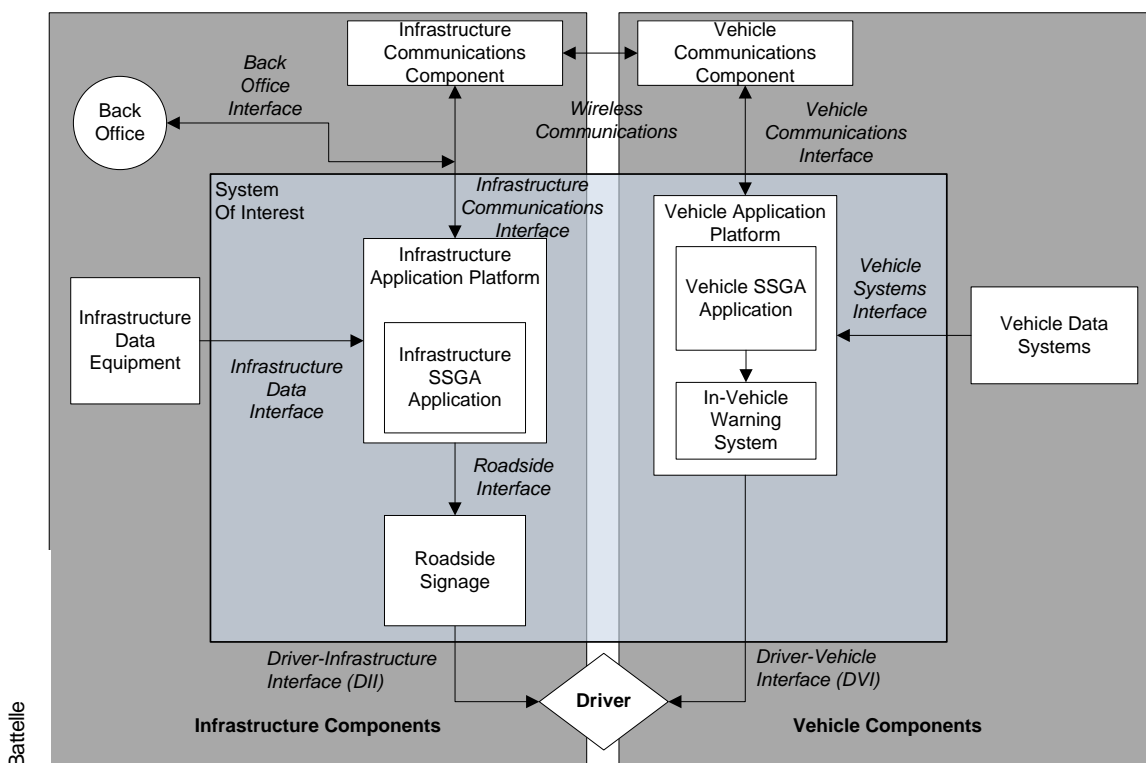 Infrastructure
Communications
Component
Vehicle
Communications
Component
Back
Office
Interface
Back
Office
Wireless
Communications
Vehicle
Communications
Interface
System
Of Interest
Infrastructure
Communications
Interface
Vehicle Application
Platform
Infrastructure
Application Platform
Vehicle SSGA
Application
Vehicle
Systems
Interface
Infrastructure
Data
Equipment
Vehicle Data
Systems
Infrastructure
SSGA
Application
Infrastructure
Data
Interface
In-Vehicle
Warning
System
Roadside
Interface
Roadside
Signage
Driver-Infrastructure
Interface (DII)
Driver-Vehicle
Interface (DVI)
Driver
Infrastructure Components
Vehicle Components
Battelle